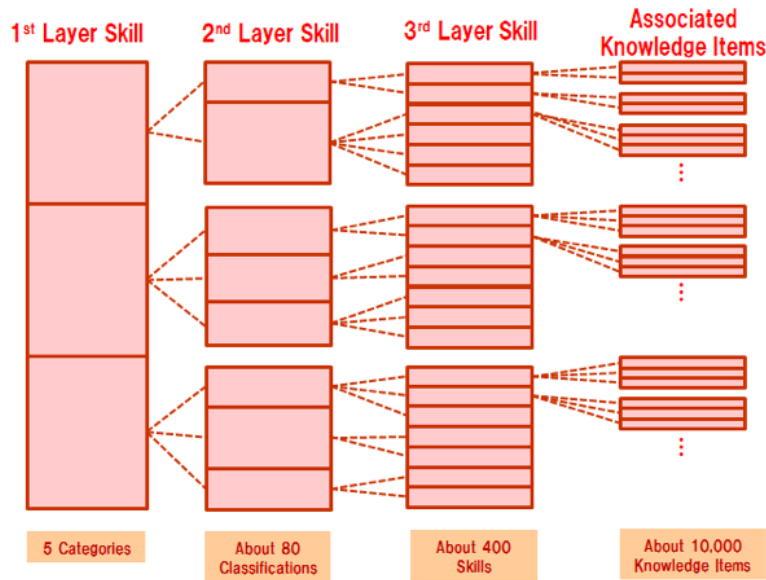 1st Layer Skill
2nd Layer Skill
3rd Layer Skill
Associated
Knowledge Items
5 Categories
About 80
Classifications
About 400
Skills
About 10,000
Knowledge Items